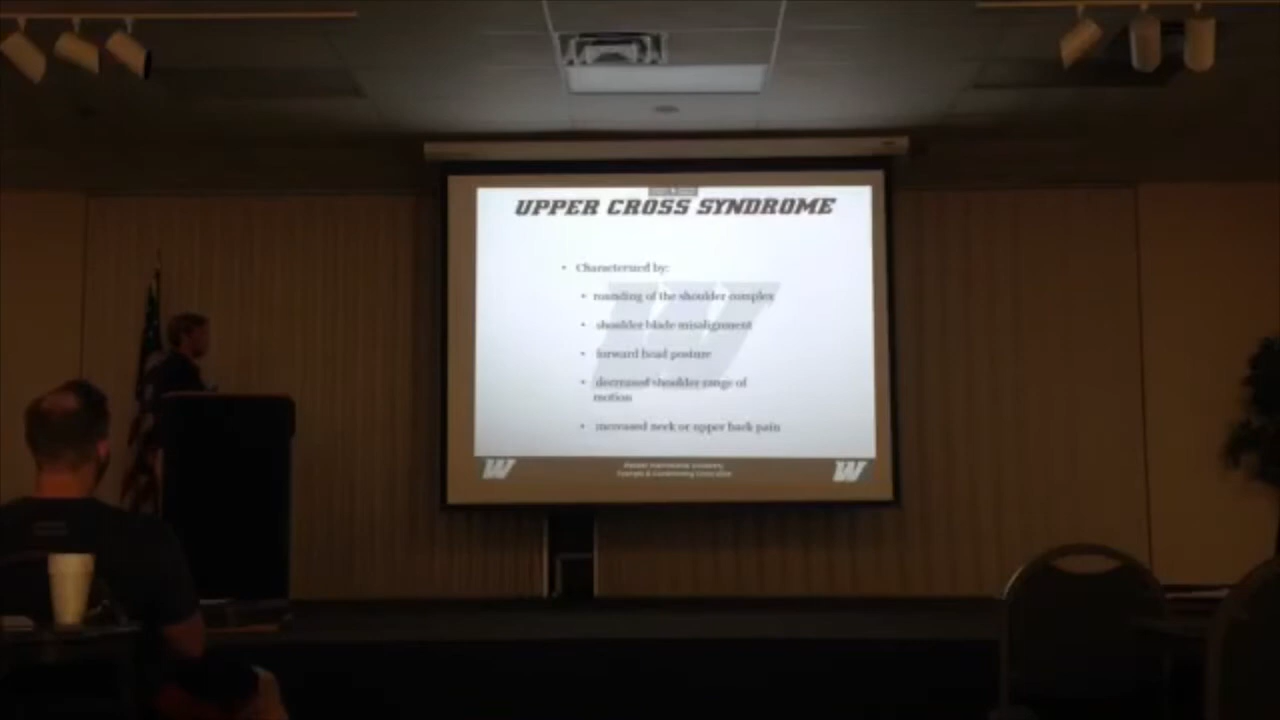 UPPER CROSS SYNDROME
• Characterized by:
• rounding of the shoulder complex
• shoulder blade misalignment
• forward head posture
• decreased shoulder range of
motion
• increased neck or upper back pain
W
W
W